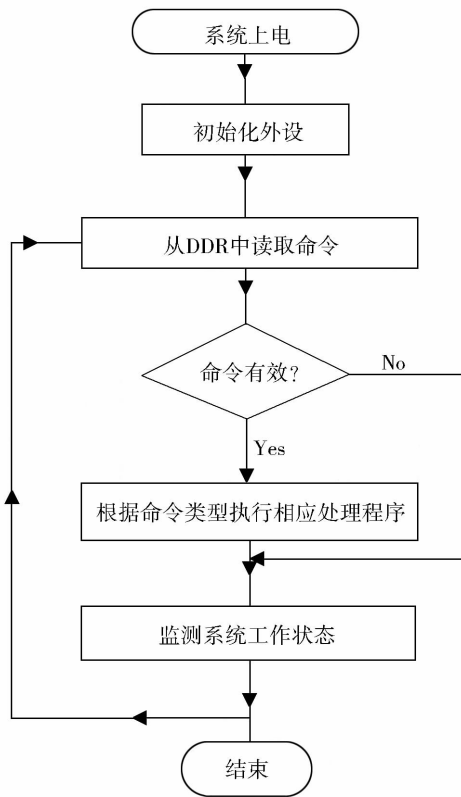 系统上电
初始化外设
从DDR中读取命令
命令有效?
No
Yes
根据命令类型执行相应处理程序
监测系统工作状态
结束